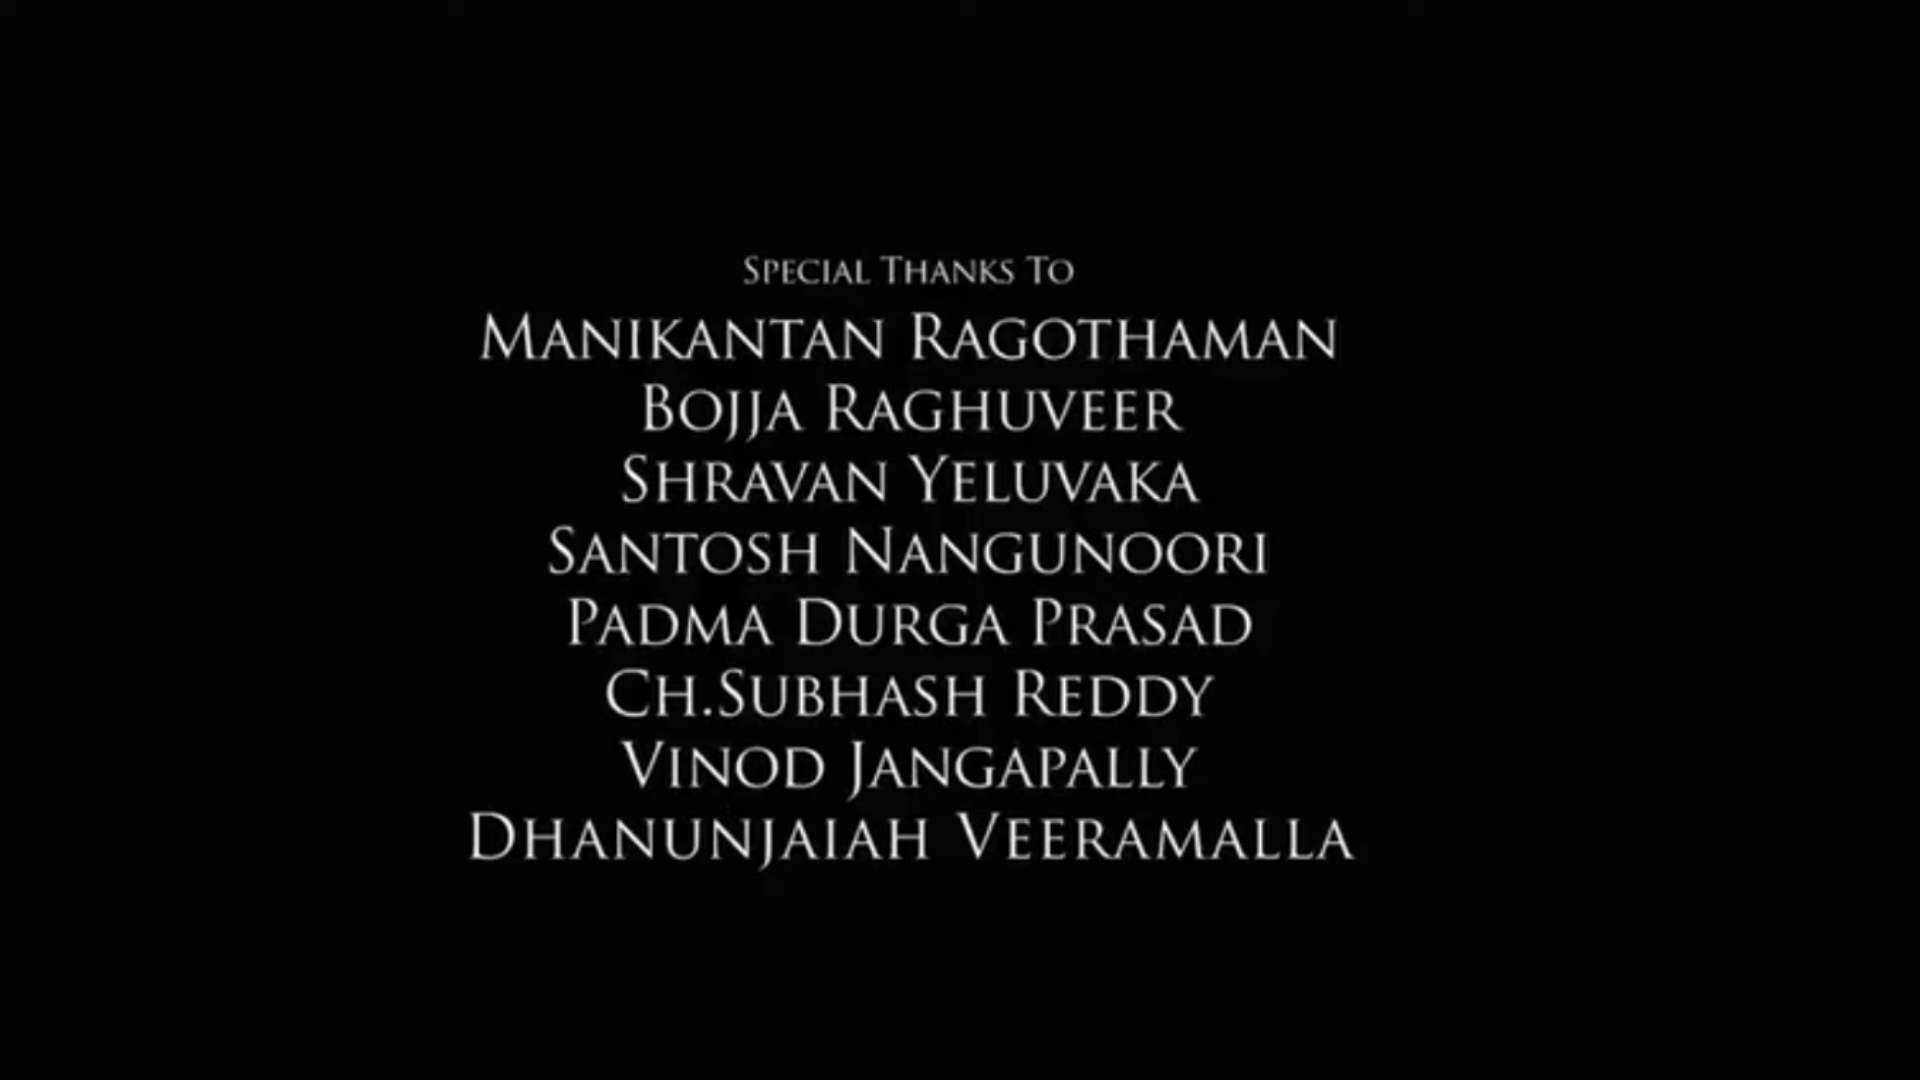 Special Thanks To
Manikantan Ragothaman
Bojja Raghuveer
Shravan Yeluvaka
Santosh Nangunoori
Padma Durga Prasad
Ch.Subhash Reddy
Vinod Jangapally
Dhanunjaiah Veeramalla